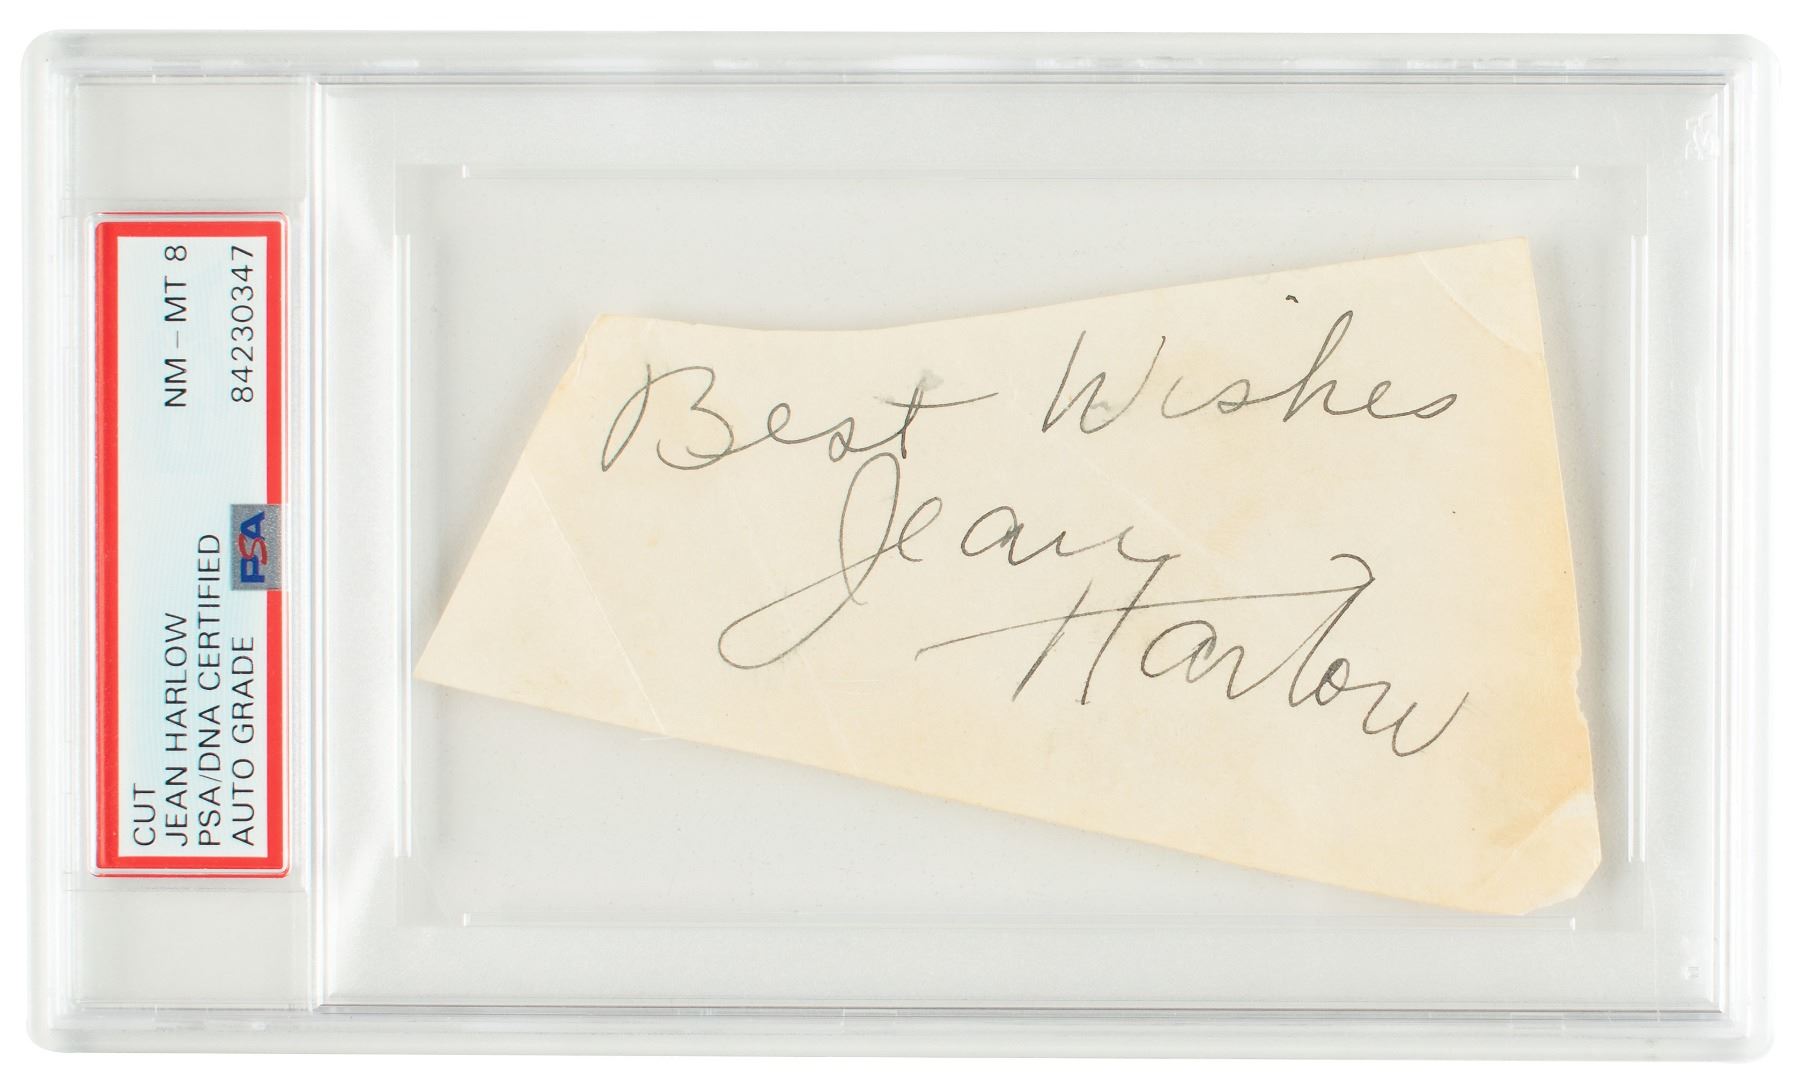 CUT
JEAN HARLOW
PSA/DNA CERTIFIED
AUTO GRADE
NM-MT 8
84230347
PSA
Best Wishes
Jean
Harlow